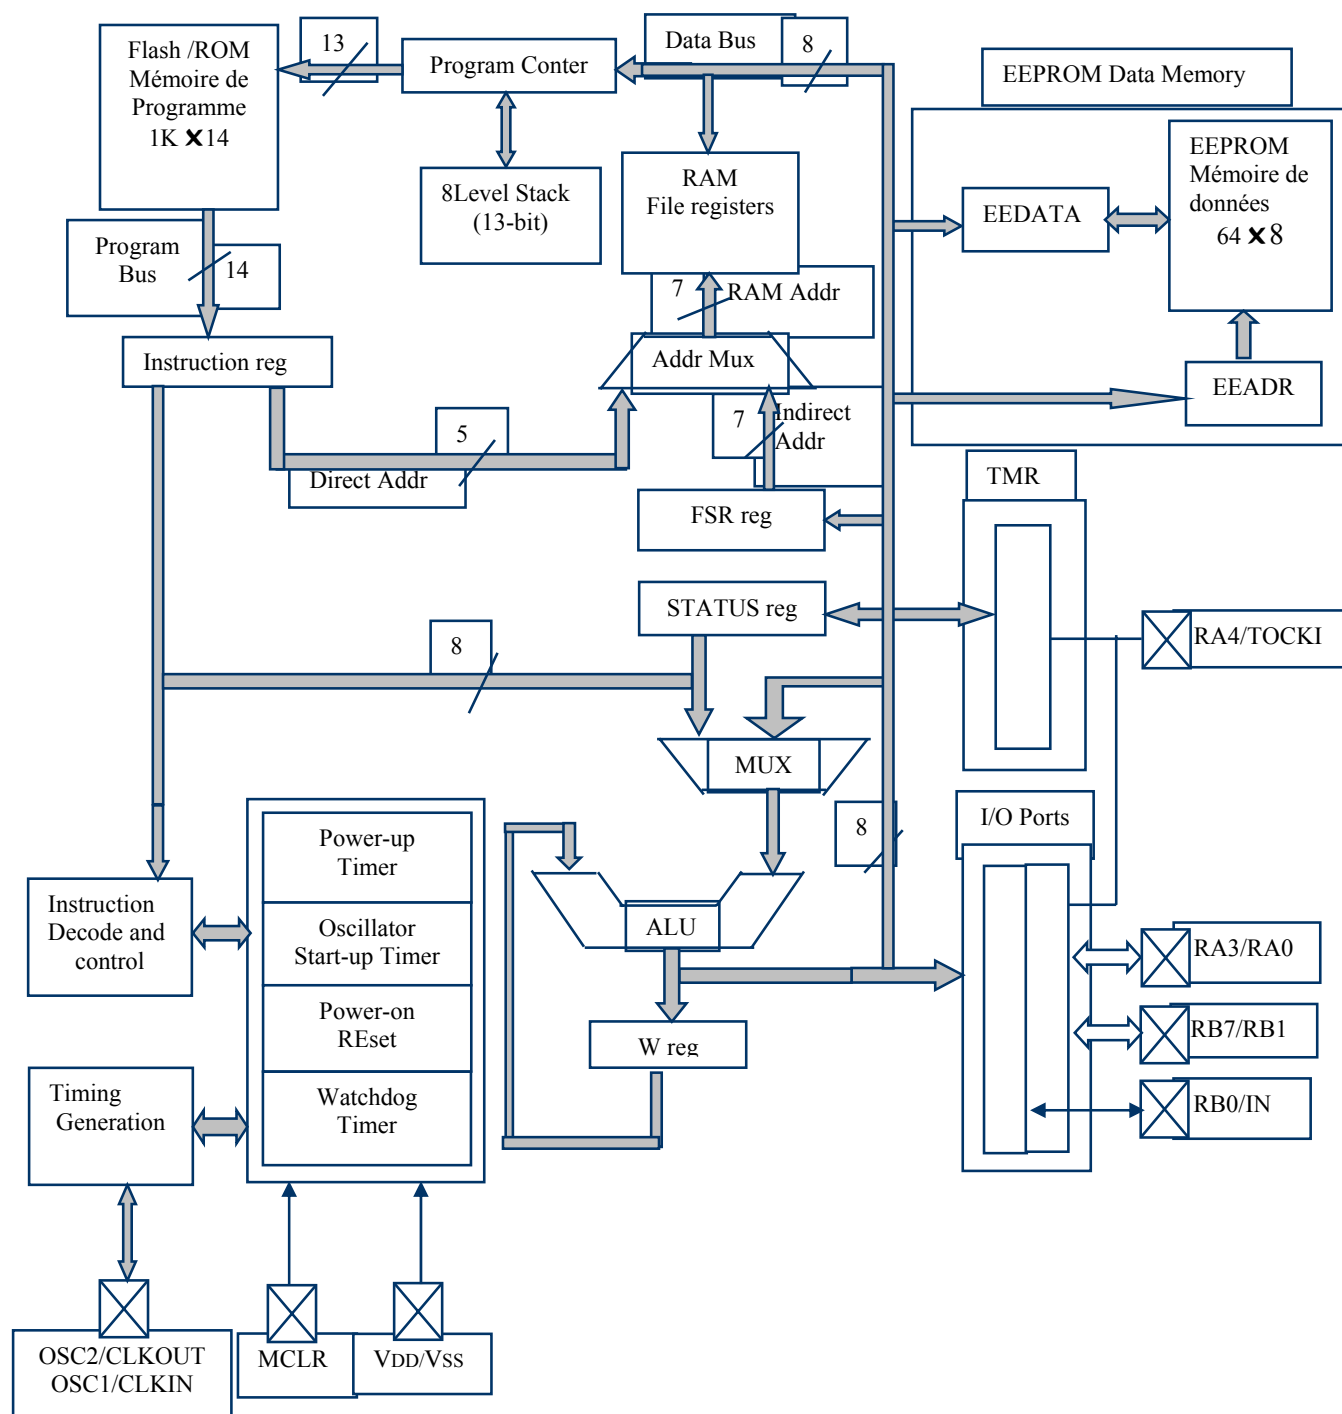 Flash /ROM
Mémoire de
Programme
1K ×14
13
Program Conter
Data Bus
8
EEPROM Data Memory
8Level Stack
(13-bit)
RAM
File registers
EEDATA
EEPROM
Mémoire de
données
64 ×8
Program
Bus
14
7
RAM Addr
Instruction reg
Addr Mux
EEADR
5
Direct Addr
7
Indirect
Addr
FSR reg
TMR
STATUS reg
RA4/TOCKI
8
MUX
8
I/O Ports
Power-up
Timer
Instruction
Decode and
control
Oscillator
Start-up Timer
ALU
RA3/RA0
Power-on
REset
W reg
RB7/RB1
Timing
Generation
Watchdog
Timer
RB0/IN
OSC2/CLKOUT
OSC1/CLKIN
MCLR
VDD/VSS